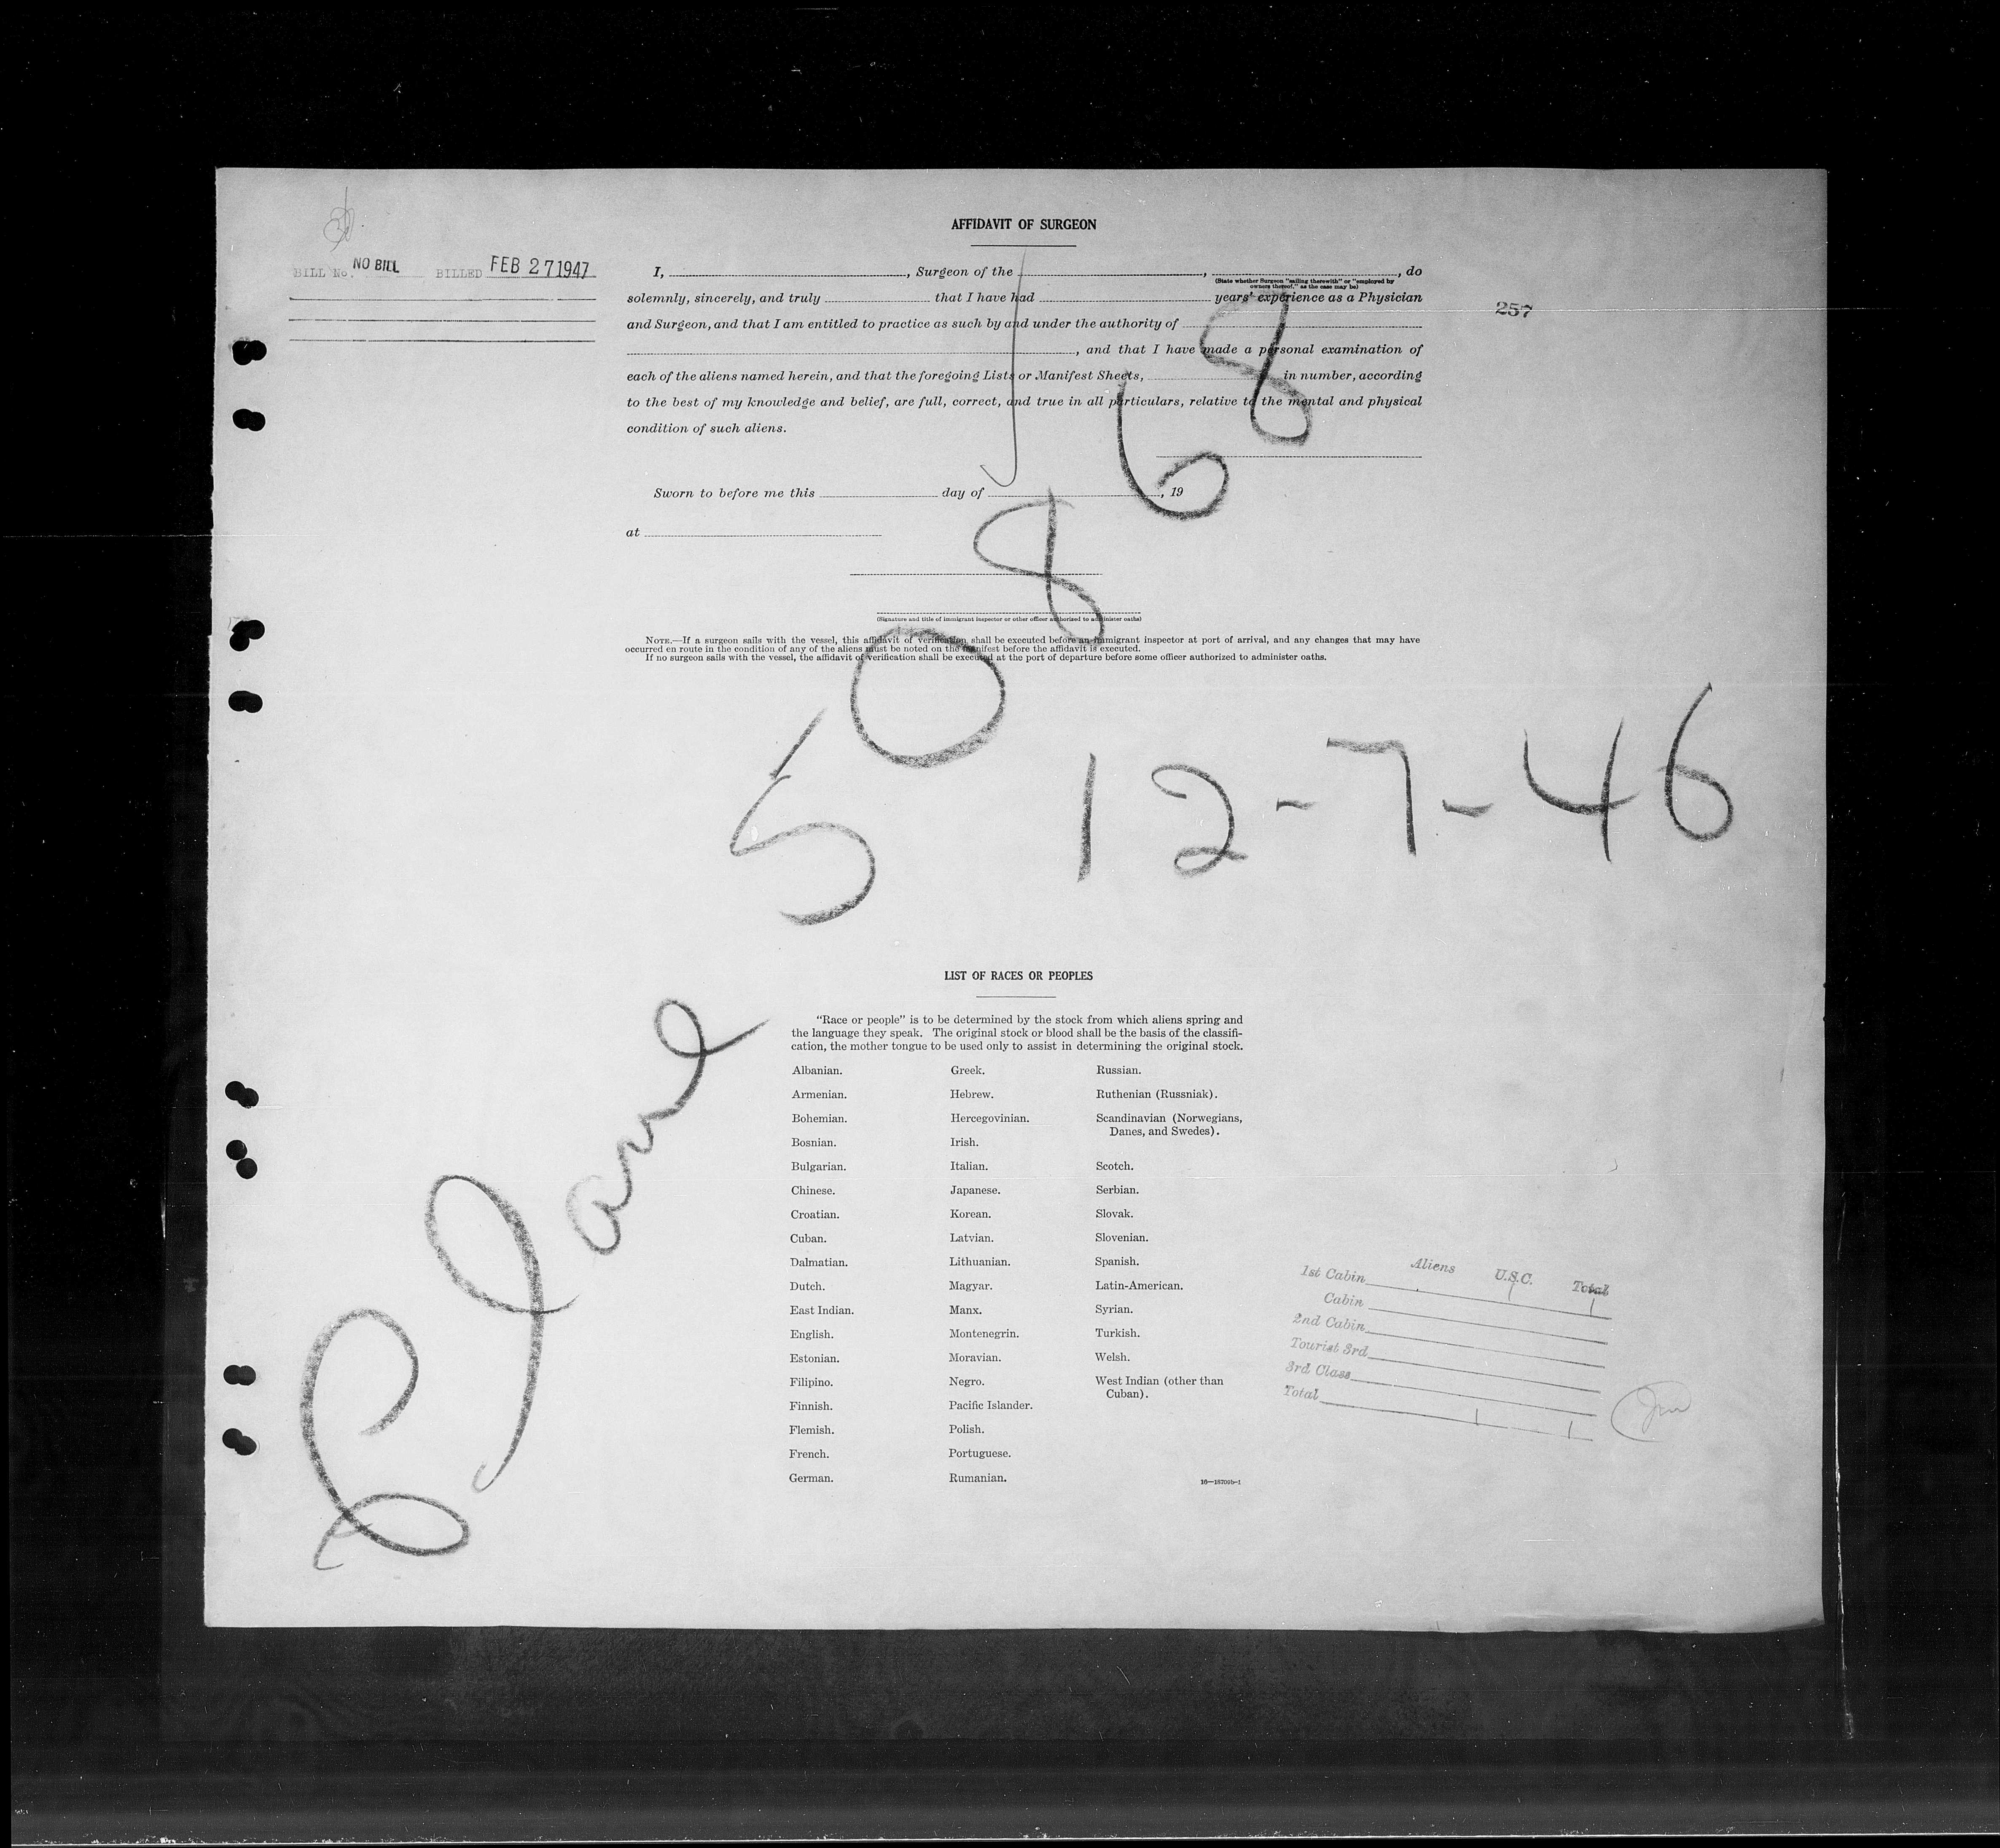 AFFIDAVIT OF SURGEON
BILL No. NO BILL BILLED FEB 27 1947
I, , Surgeon of the , , do
(State whether Surgeon "sailing therewith" or "employed by
owners thereof," as the case may be)
solemnly, sincerely, and truly that I have had years' experience as a Physician
257
and Surgeon, and that I am entitled to practice as such by and under the authority of
, and that I have made a personal examination of
each of the aliens named herein, and that the foregoing Lists or Manifest Sheets, in number, according
to the best of my knowledge and belief, are full, correct, and true in all particulars, relative to the mental and physical
condition of such aliens.
Sworn to before me this day of , 19
at
(Signature and title of immigrant inspector or other officer authorized to administer oaths)
NOTE.—If a surgeon sails with the vessel, this affidavit of verification shall be executed before an immigrant inspector at port of arrival, and any changes that may have
occurred en route in the condition of any of the aliens must be noted on the manifest before the affidavit is executed.
If no surgeon sails with the vessel, the affidavit of verification shall be executed at the port of departure before some officer authorized to administer oaths.
50868
12-7-46
LIST OF RACES OR PEOPLES
"Race or people" is to be determined by the stock from which aliens spring and
the language they speak. The original stock or blood shall be the basis of the classifi-
cation, the mother tongue to be used only to assist in determining the original stock.
Albanian. Greek. Russian.
Armenian. Hebrew. Ruthenian (Russniak).
Bohemian. Hercegovinian. Scandinavian (Norwegians,
Danes, and Swedes).
Bosnian. Irish.
Bulgarian. Italian. Scotch.
Chinese. Japanese. Serbian.
Croatian. Korean. Slovak.
Cuban. Latvian. Slovenian.
Dalmatian. Lithuanian. Spanish.
Dutch. Magyar. Latin-American.
East Indian. Manx. Syrian.
English. Montenegrin. Turkish.
Estonian. Moravian. Welsh.
Filipino. Negro. West Indian (other than
Cuban).
Finnish. Pacific Islander.
Flemish. Polish.
French. Portuguese.
German. Rumanian.
16—18700b-1
Aliens U.S.C. Total
1st Cabin 1 1
Cabin
2nd Cabin
Tourist 3rd
3rd Class
Total 1 1